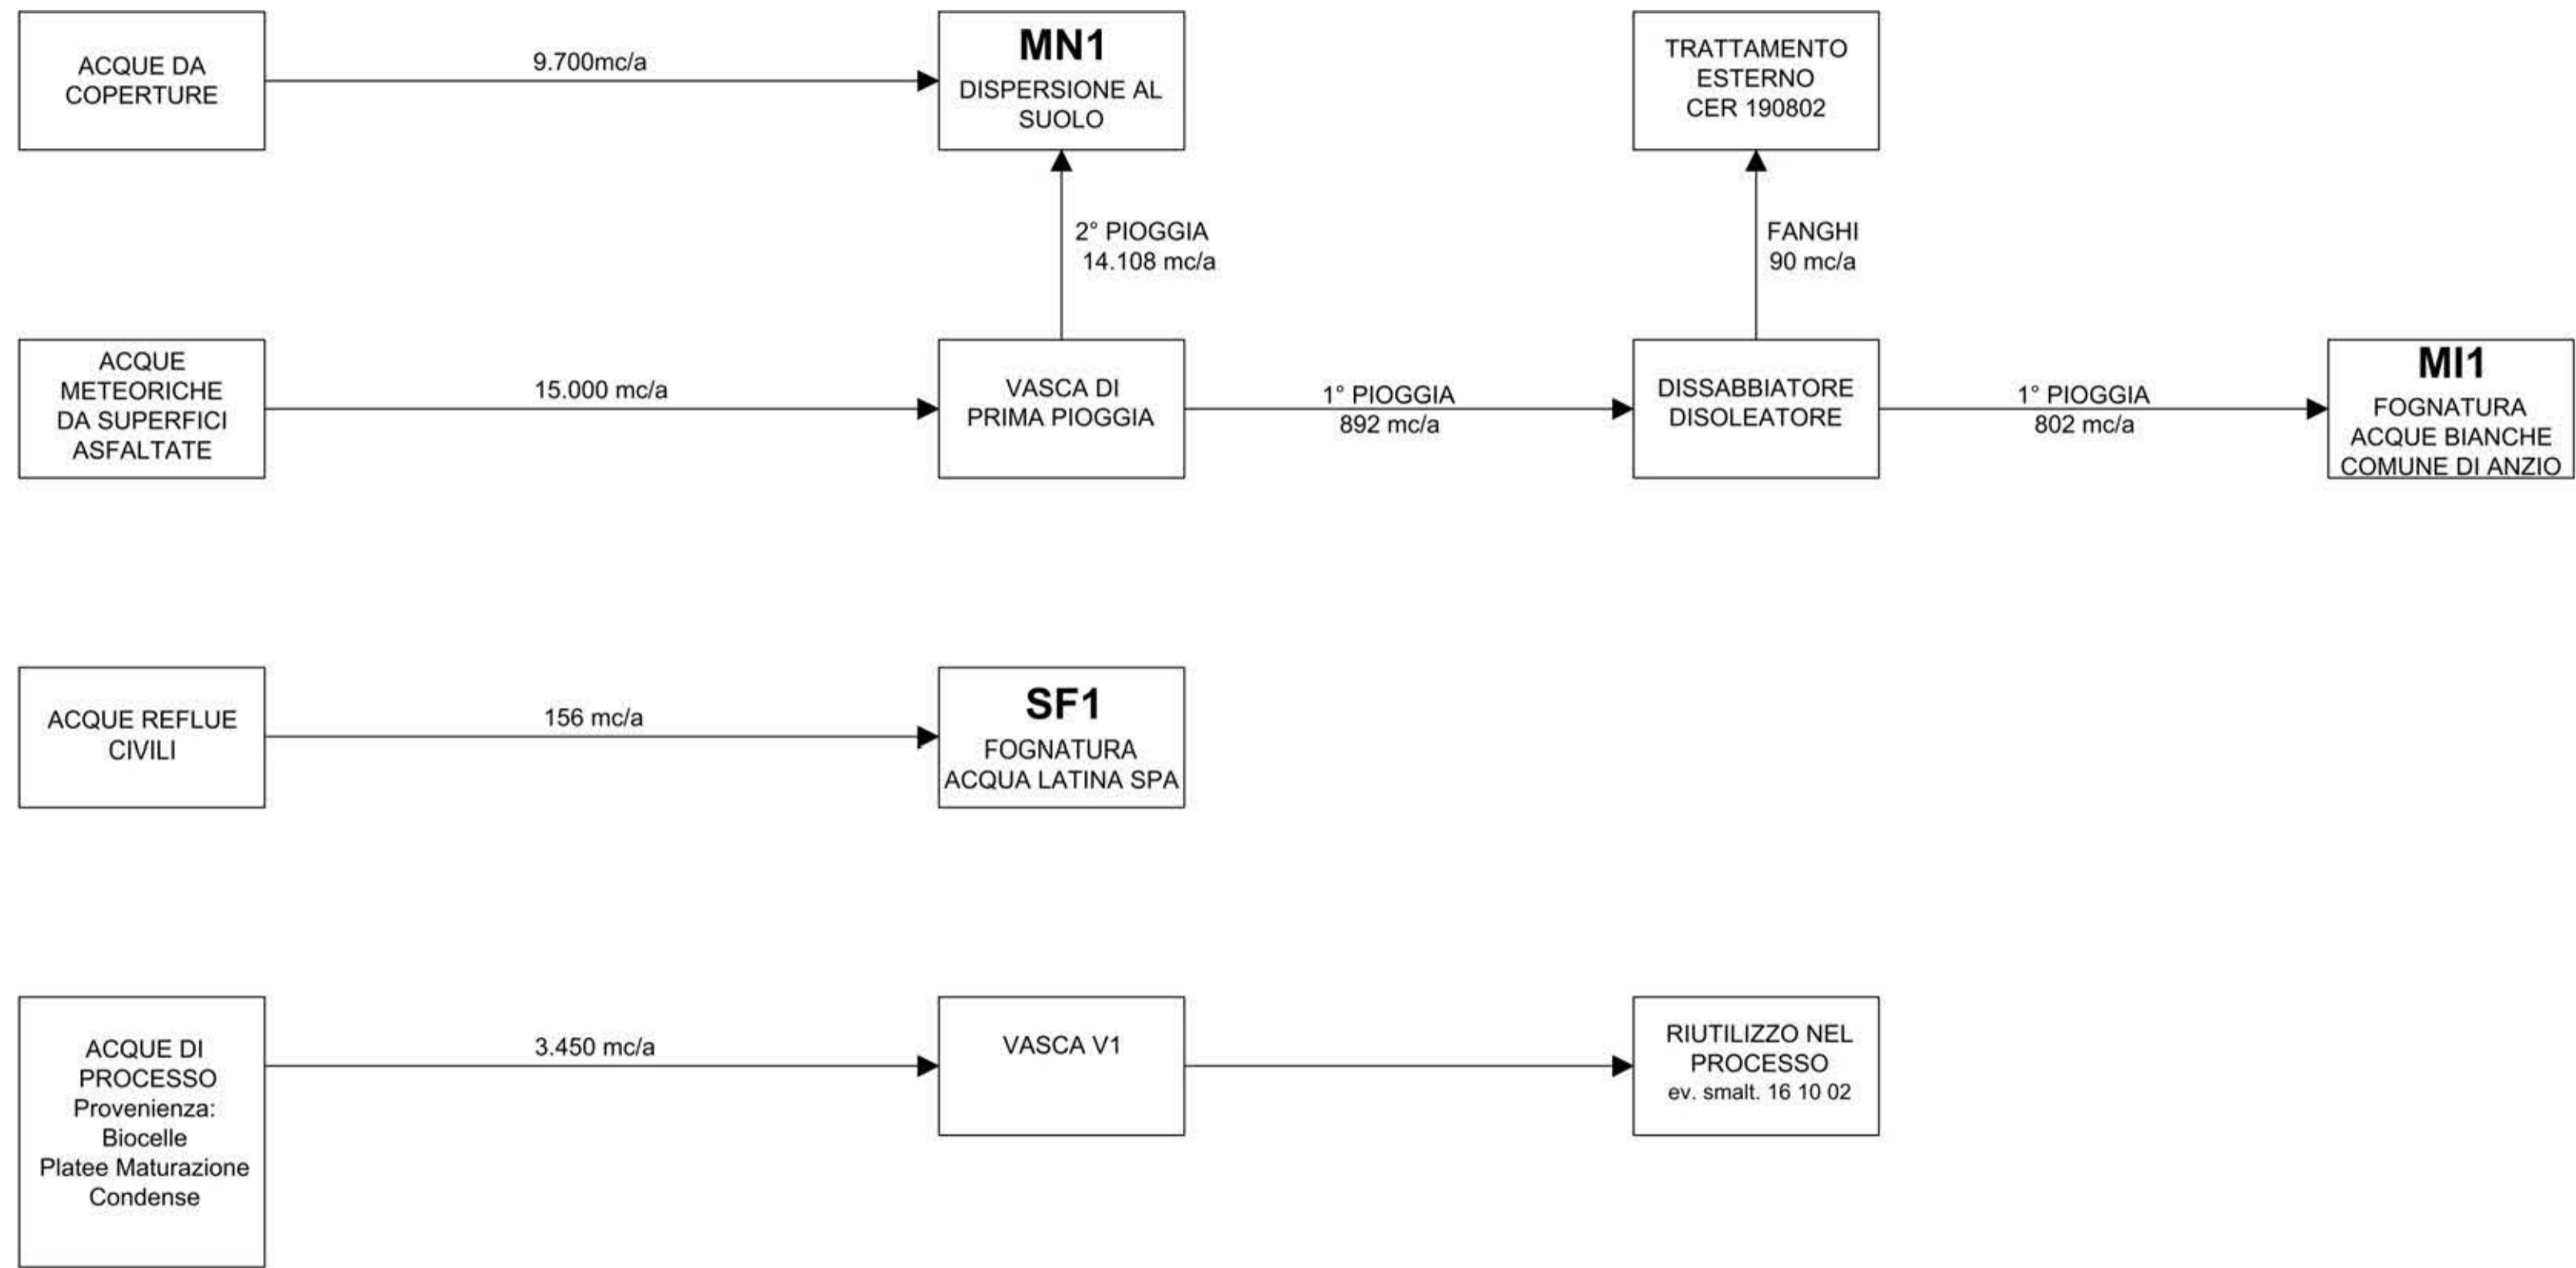 ACQUE DA
COPERTURE
9.700mc/a
MN1
DISPERSIONE AL
SUOLO
TRATTAMENTO
ESTERNO
CER 190802
2° PIOGGIA
14.108 mc/a
FANGHI
90 mc/a
ACQUE
METEORICHE
DA SUPERFICI
ASFALTATE
15.000 mc/a
VASCA DI
PRIMA PIOGGIA
1° PIOGGIA
892 mc/a
DISSABBIATORE
DISOLEATORE
1° PIOGGIA
802 mc/a
MI1
FOGNATURA
ACQUE BIANCHE
COMUNE DI ANZIO
ACQUE REFLUE
CIVILI
156 mc/a
SF1
FOGNATURA
ACQUA LATINA SPA
ACQUE DI
PROCESSO
Provenienza:
Biocelle
Platee Maturazione
Condense
3.450 mc/a
VASCA V1
RIUTILIZZO NEL
PROCESSO
ev. smalt. 16 10 02